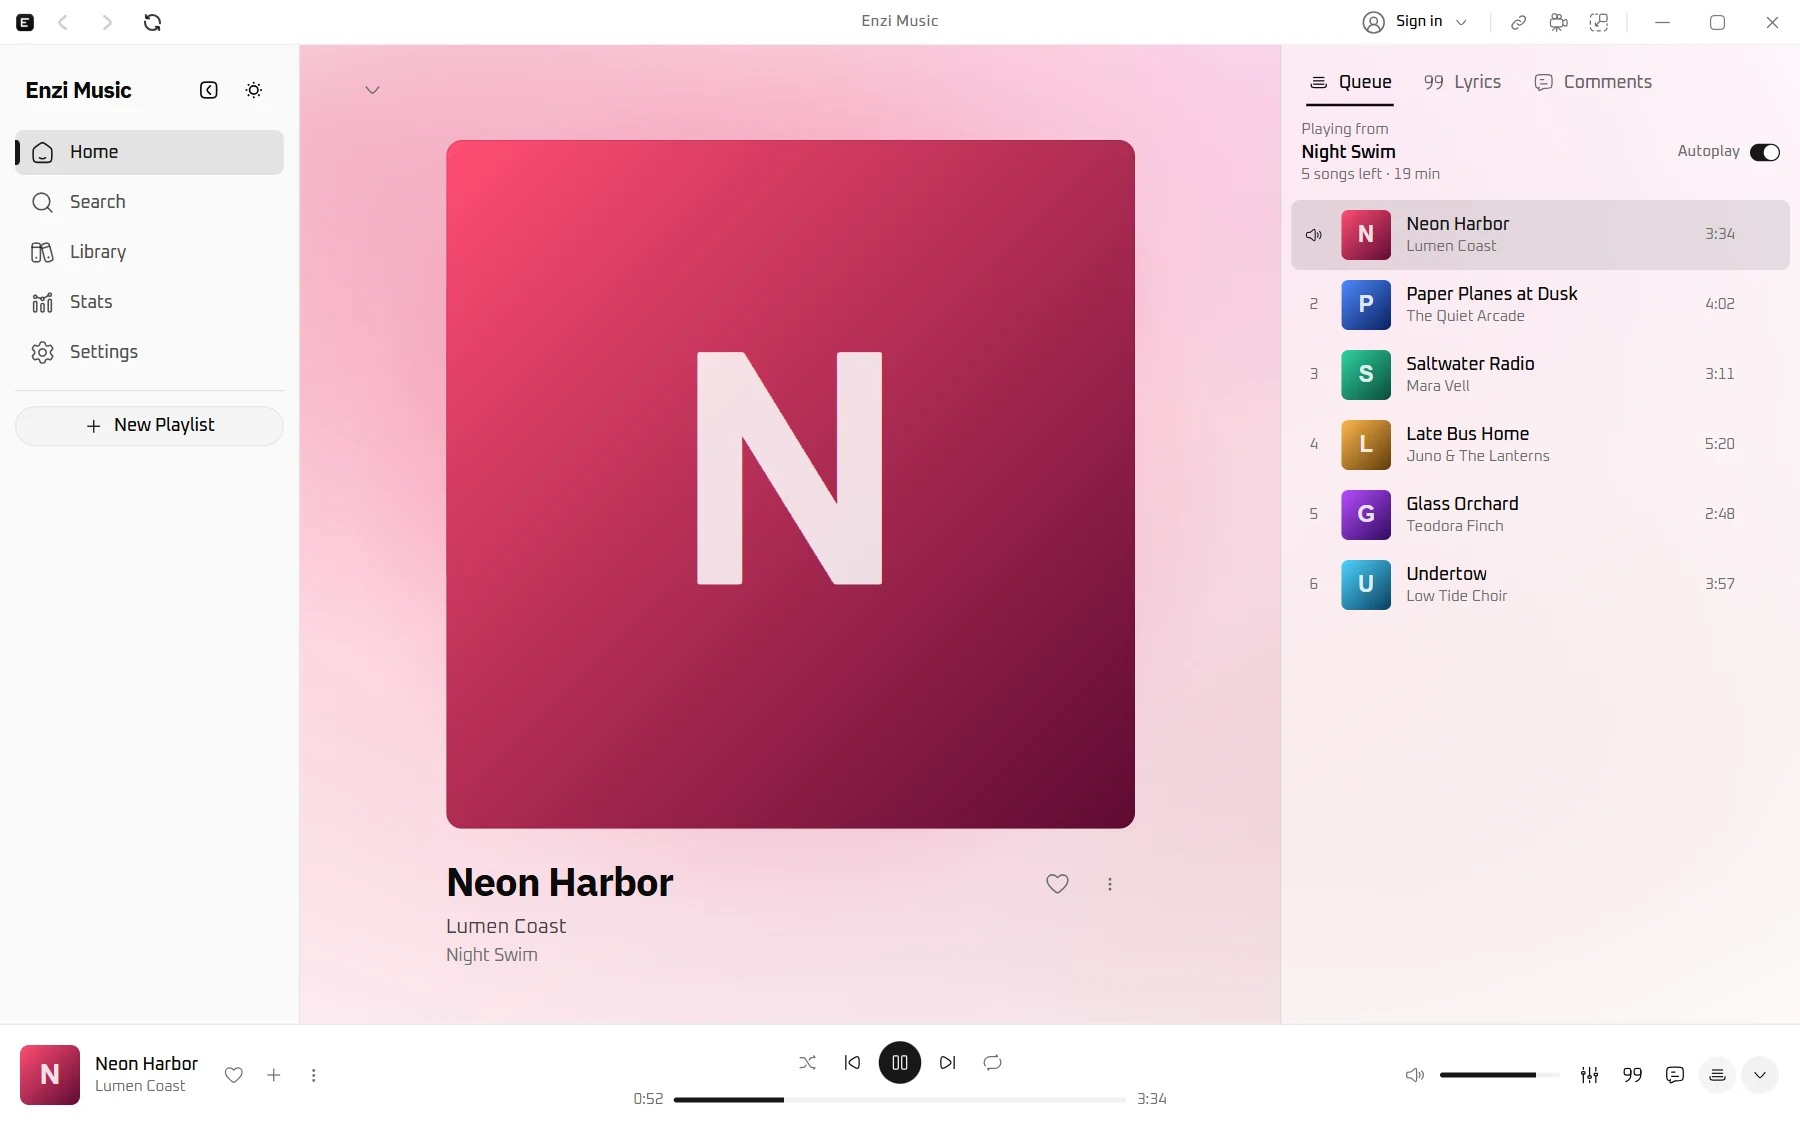 E
Enzi Music
Sign in
Enzi Music
Home
Search
Library
Stats
Settings
New Playlist
N
Neon Harbor
Lumen Coast
Night Swim
Queue
Lyrics
Comments
Playing from
Night Swim
5 songs left · 19 min
Autoplay
N
Neon Harbor
Lumen Coast
3:34
2
P
Paper Planes at Dusk
The Quiet Arcade
4:02
3
S
Saltwater Radio
Mara Vell
3:11
4
L
Late Bus Home
Juno & The Lanterns
5:20
5
G
Glass Orchard
Teodora Finch
2:48
6
U
Undertow
Low Tide Choir
3:57
N
Neon Harbor
Lumen Coast
0:52
3:34